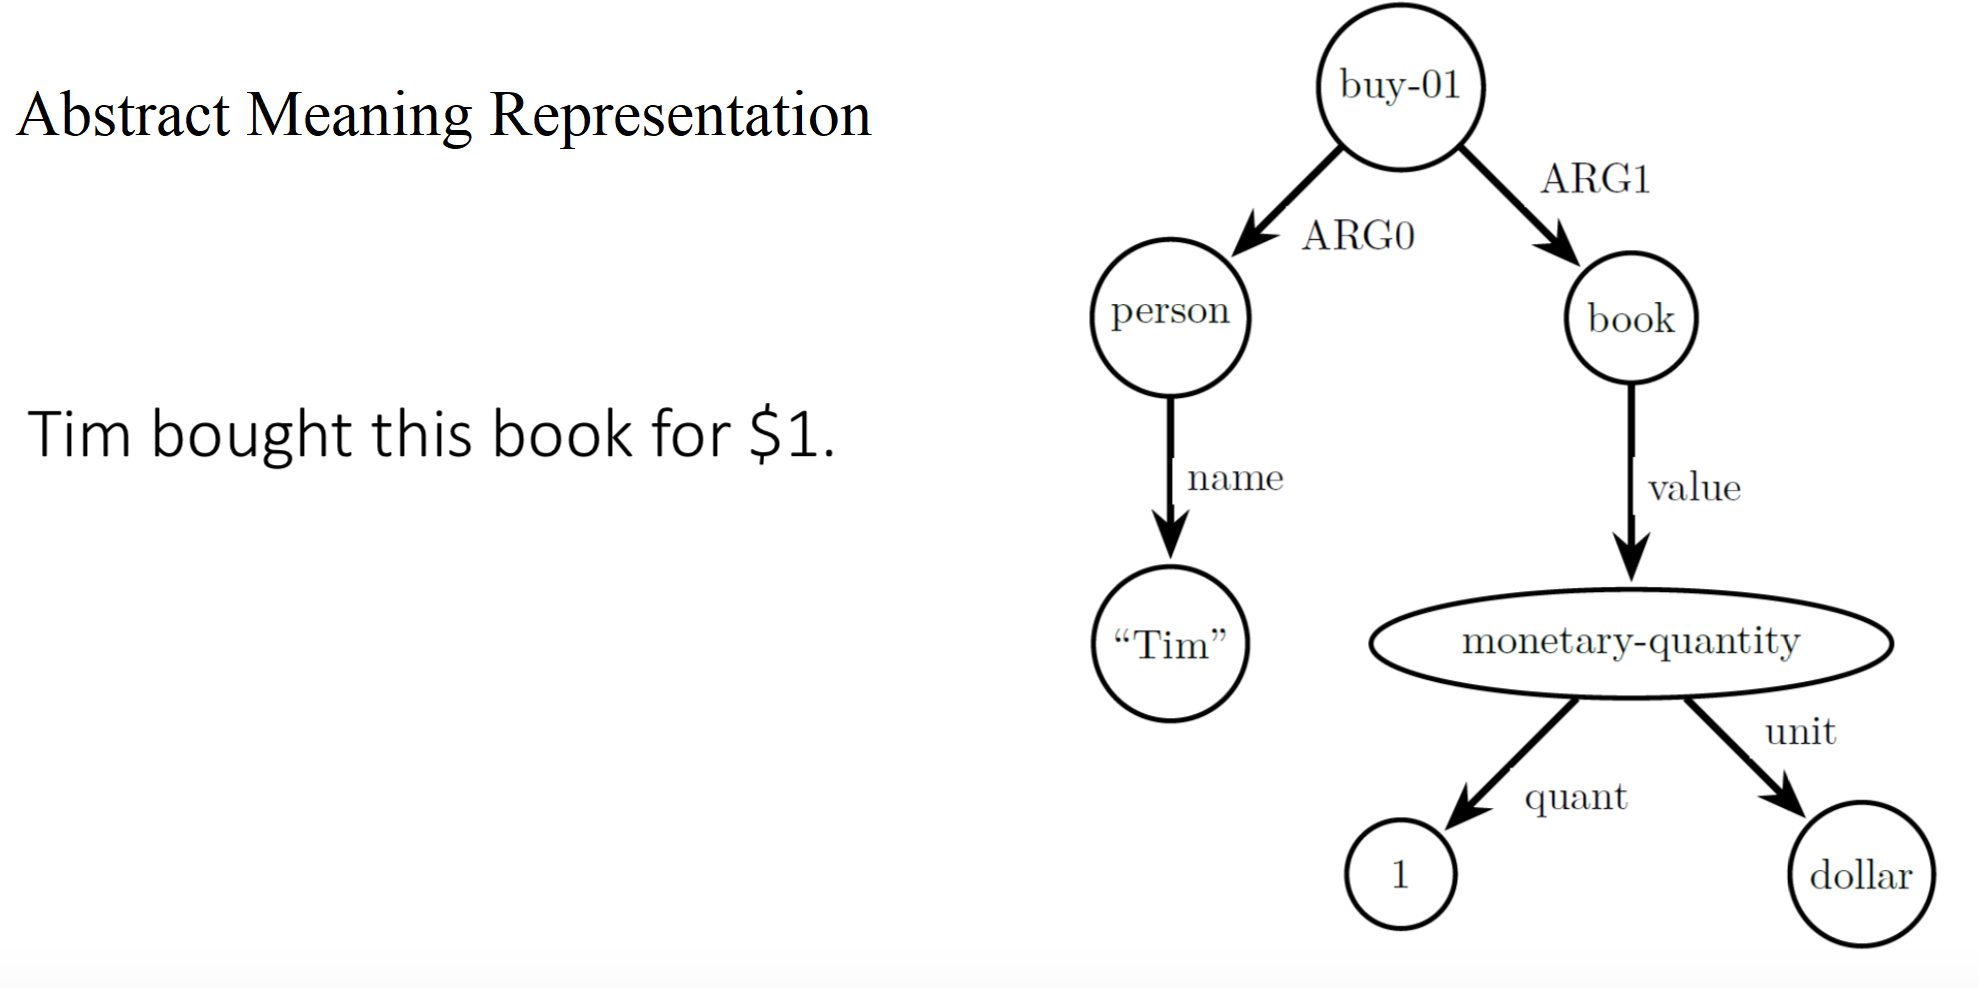 Abstract Meaning Representation
Tim bought this book for $1.
buy-01
ARG1
ARG0
person
book
name
value
“Tim”
monetary-quantity
unit
quant
1
dollar